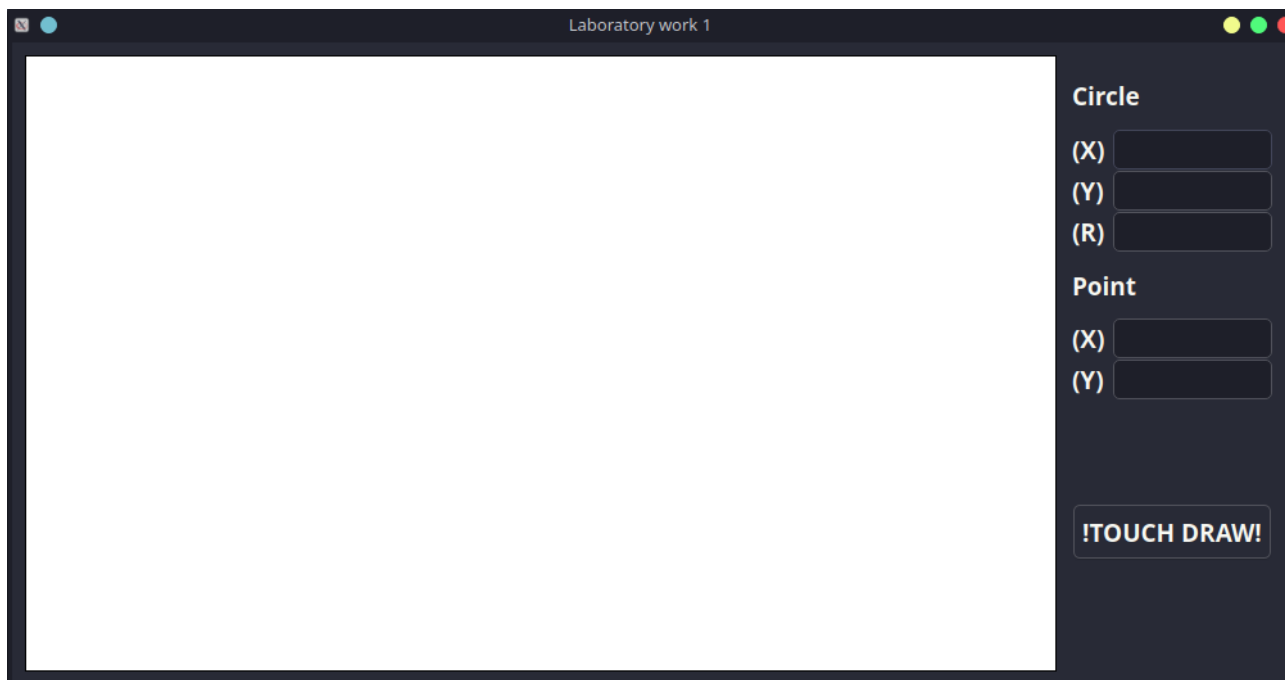 Laboratory work 1
Circle
(X)
(Y)
(R)
Point
(X)
(Y)
!TOUCH DRAW!